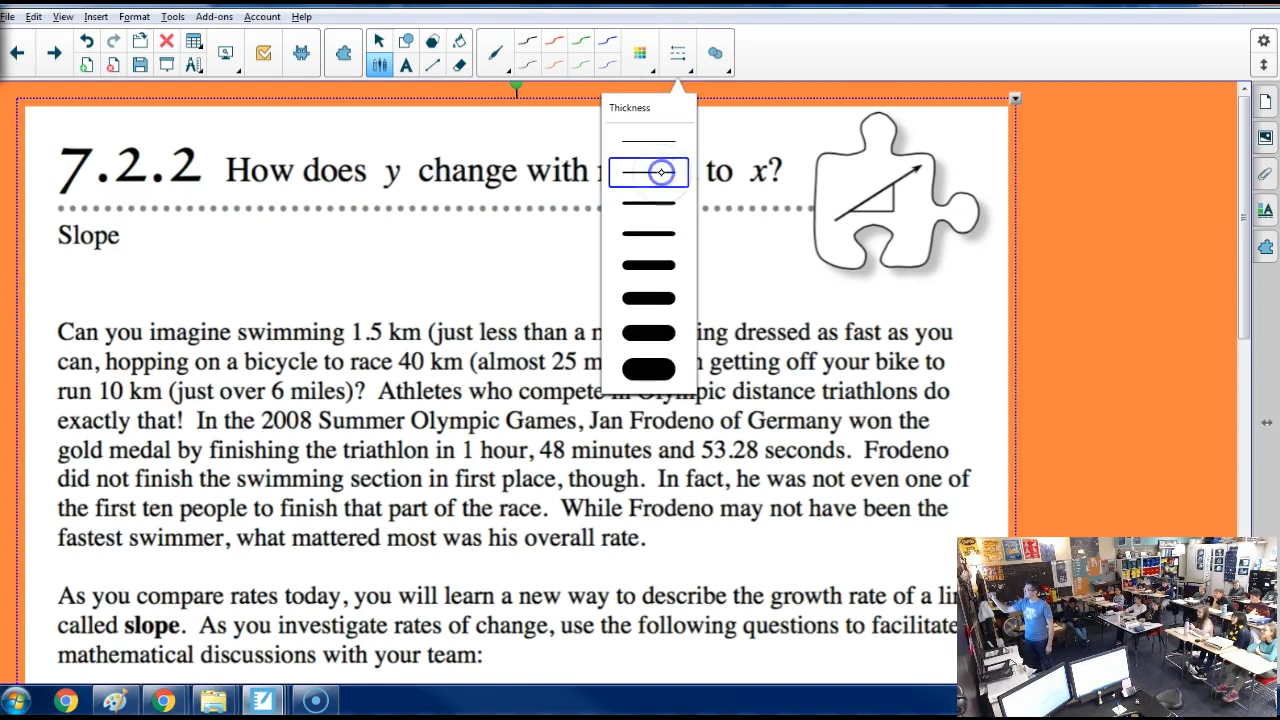 File Edit View Insert Format Tools Add-ons Account Help
Thickness
7.2.2 How does y change with to x?
Slope
Can you imagine swimming 1.5 km (just less than a ing dressed as fast as you
can, hopping on a bicycle to race 40 km (almost 25 getting off your bike to
run 10 km (just over 6 miles)? Athletes who compete in Olympic distance triathlons do
exactly that! In the 2008 Summer Olympic Games, Jan Frodeno of Germany won the
gold medal by finishing the triathlon in 1 hour, 48 minutes and 53.28 seconds. Frodeno
did not finish the swimming section in first place, though. In fact, he was not even one of
the first ten people to finish that part of the race. While Frodeno may not have been the
fastest swimmer, what mattered most was his overall rate.
As you compare rates today, you will learn a new way to describe the growth rate of a li
called slope. As you investigate rates of change, use the following questions to facilitate
mathematical discussions with your team: